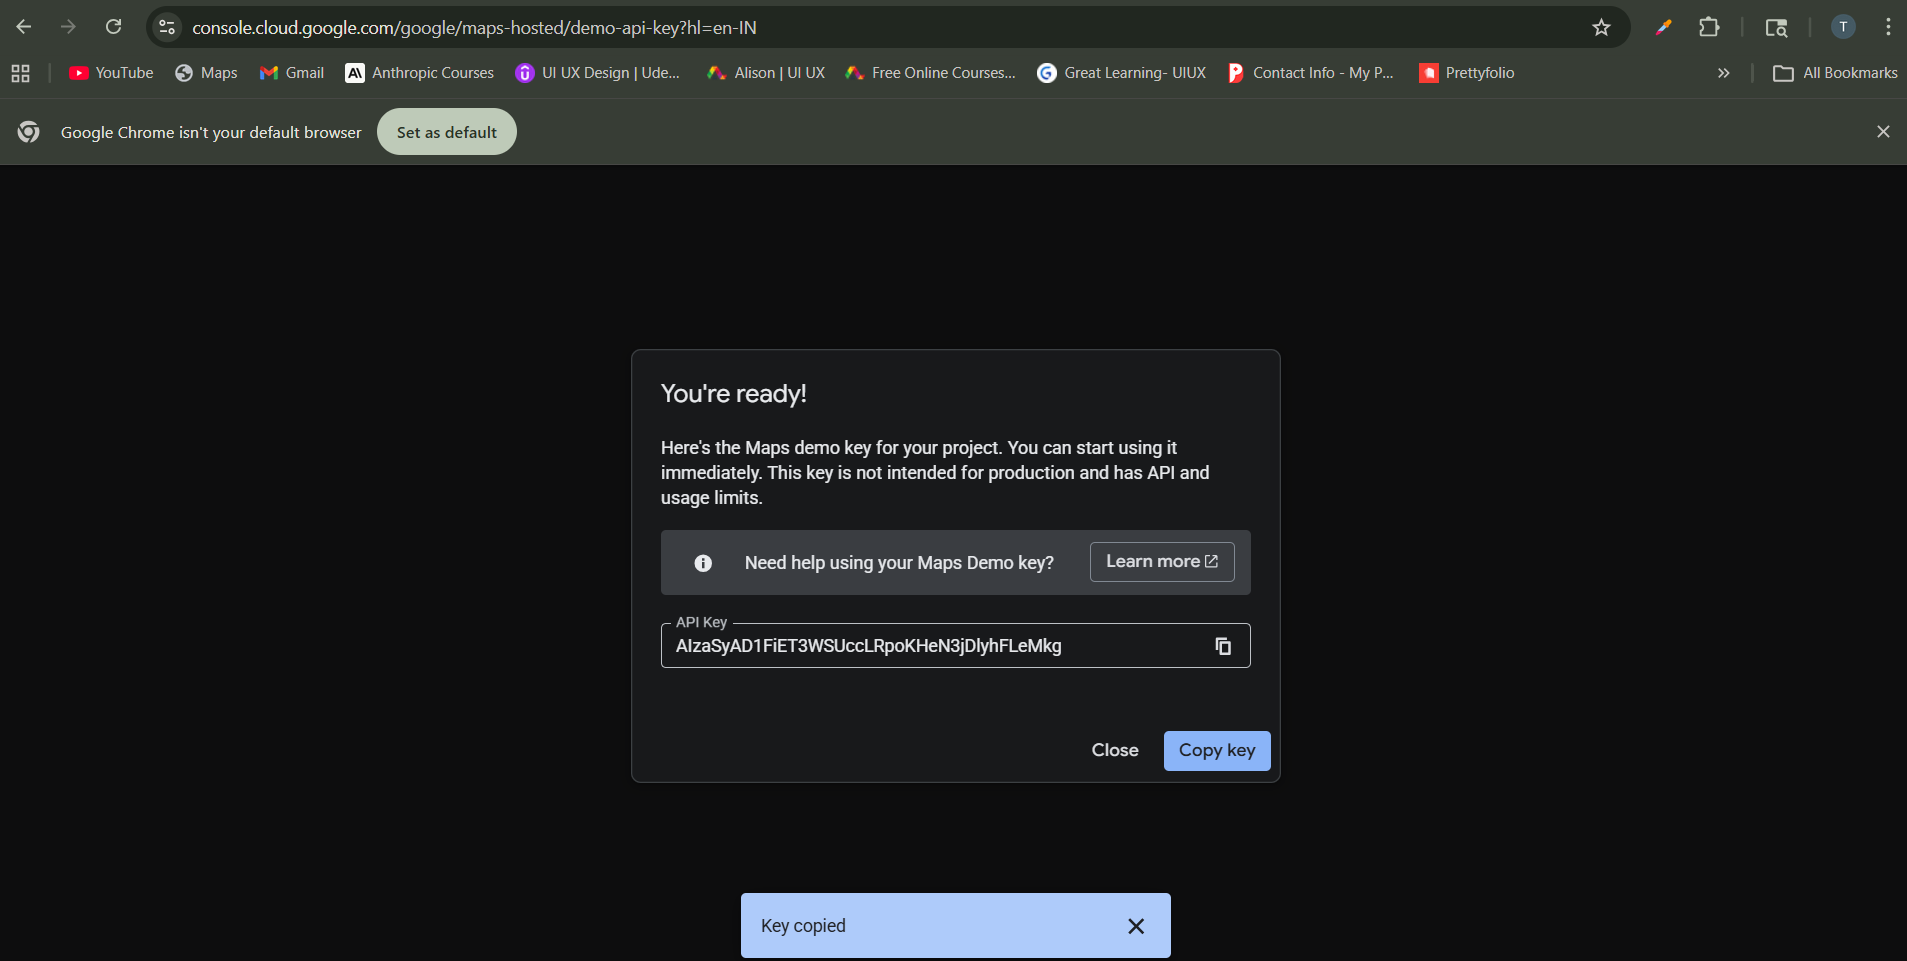 console.cloud.google.com/google/maps-hosted/demo-api-key?hl=en-IN
T
YouTube Maps Gmail Anthropic Courses UI UX Design | Ude... Alison | UI UX Free Online Courses... Great Learning- UIUX Contact Info - My P... Prettyfolio » All Bookmarks
Google Chrome isn't your default browser Set as default
You're ready!
Here's the Maps demo key for your project. You can start using it
immediately. This key is not intended for production and has API and
usage limits.
Need help using your Maps Demo key? Learn more
API Key
AIzaSyAD1FiET3WSUccLRpoKHeN3jDlyhFLeMkg
Close Copy key
Key copied